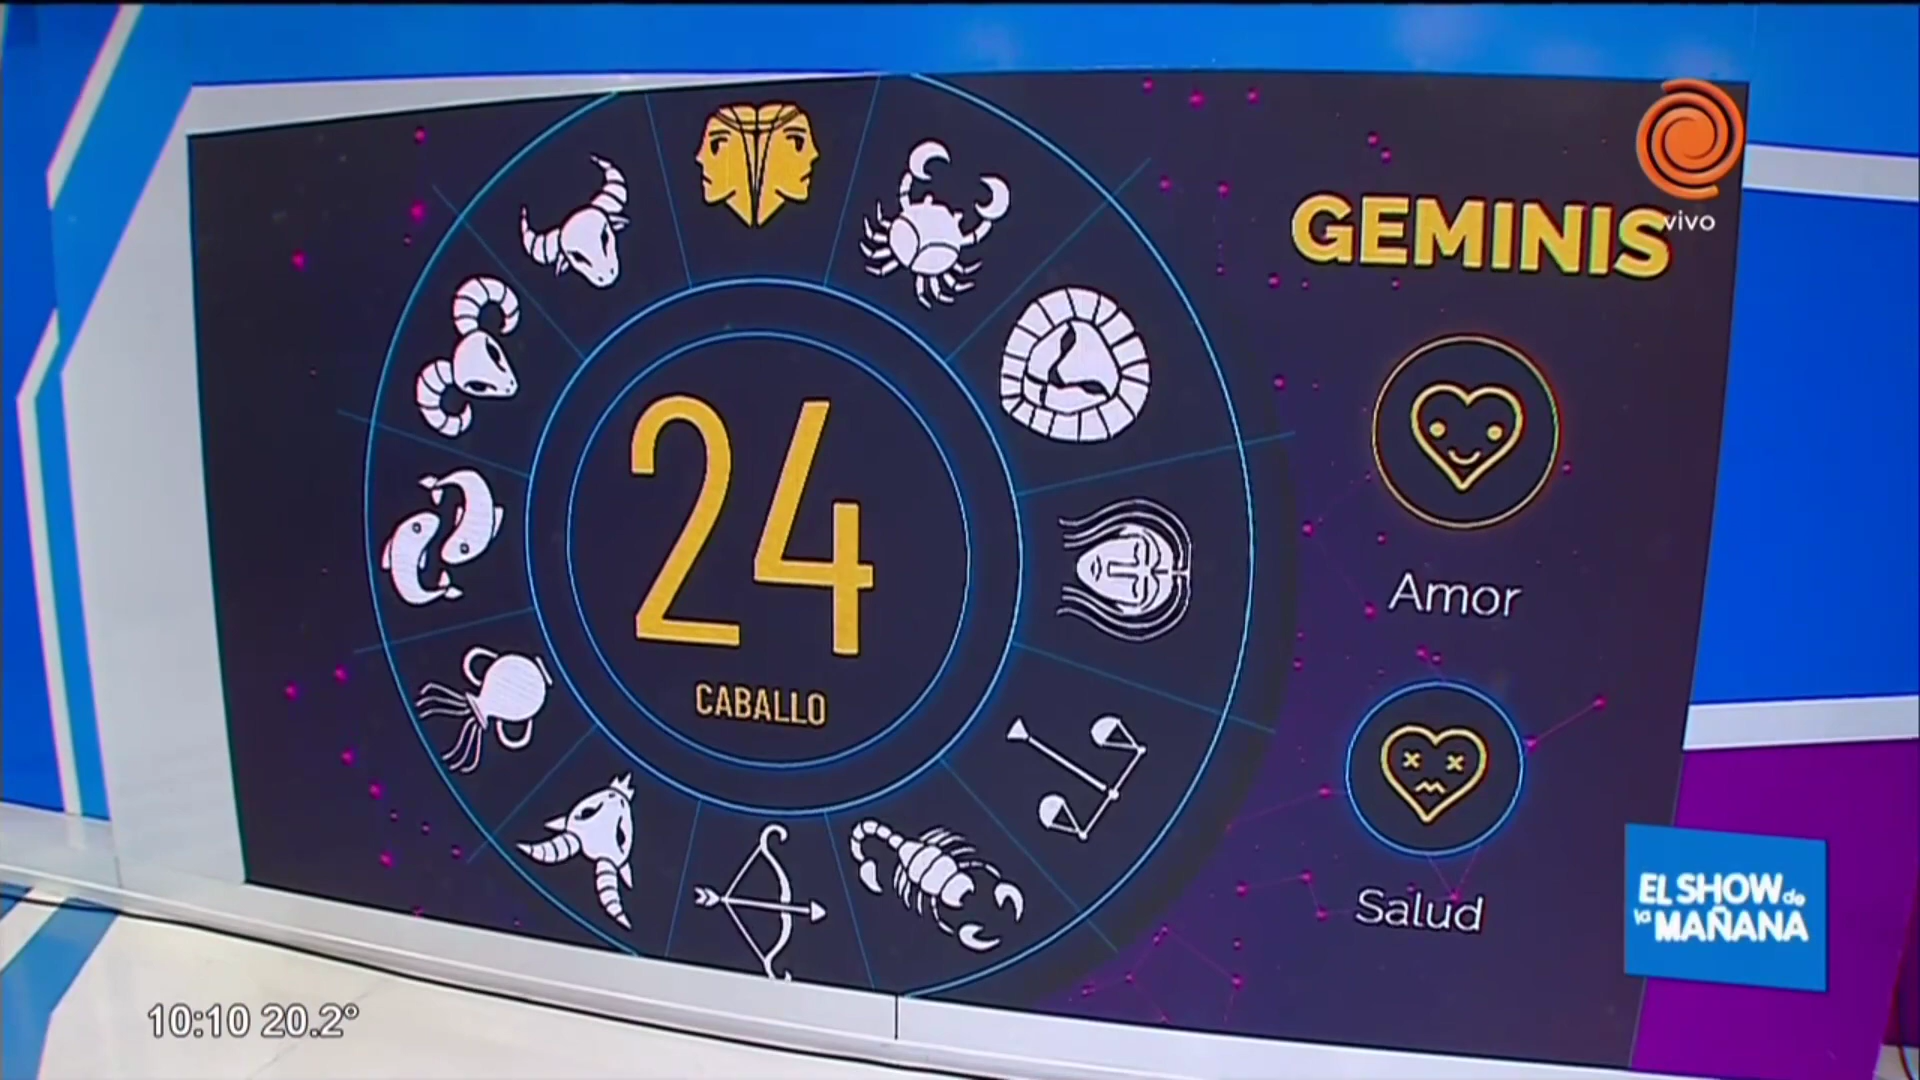 GEMINIS
vivo
24
CABALLO
Amor
Salud
EL SHOW de
la MAÑANA
10:10 20.2°